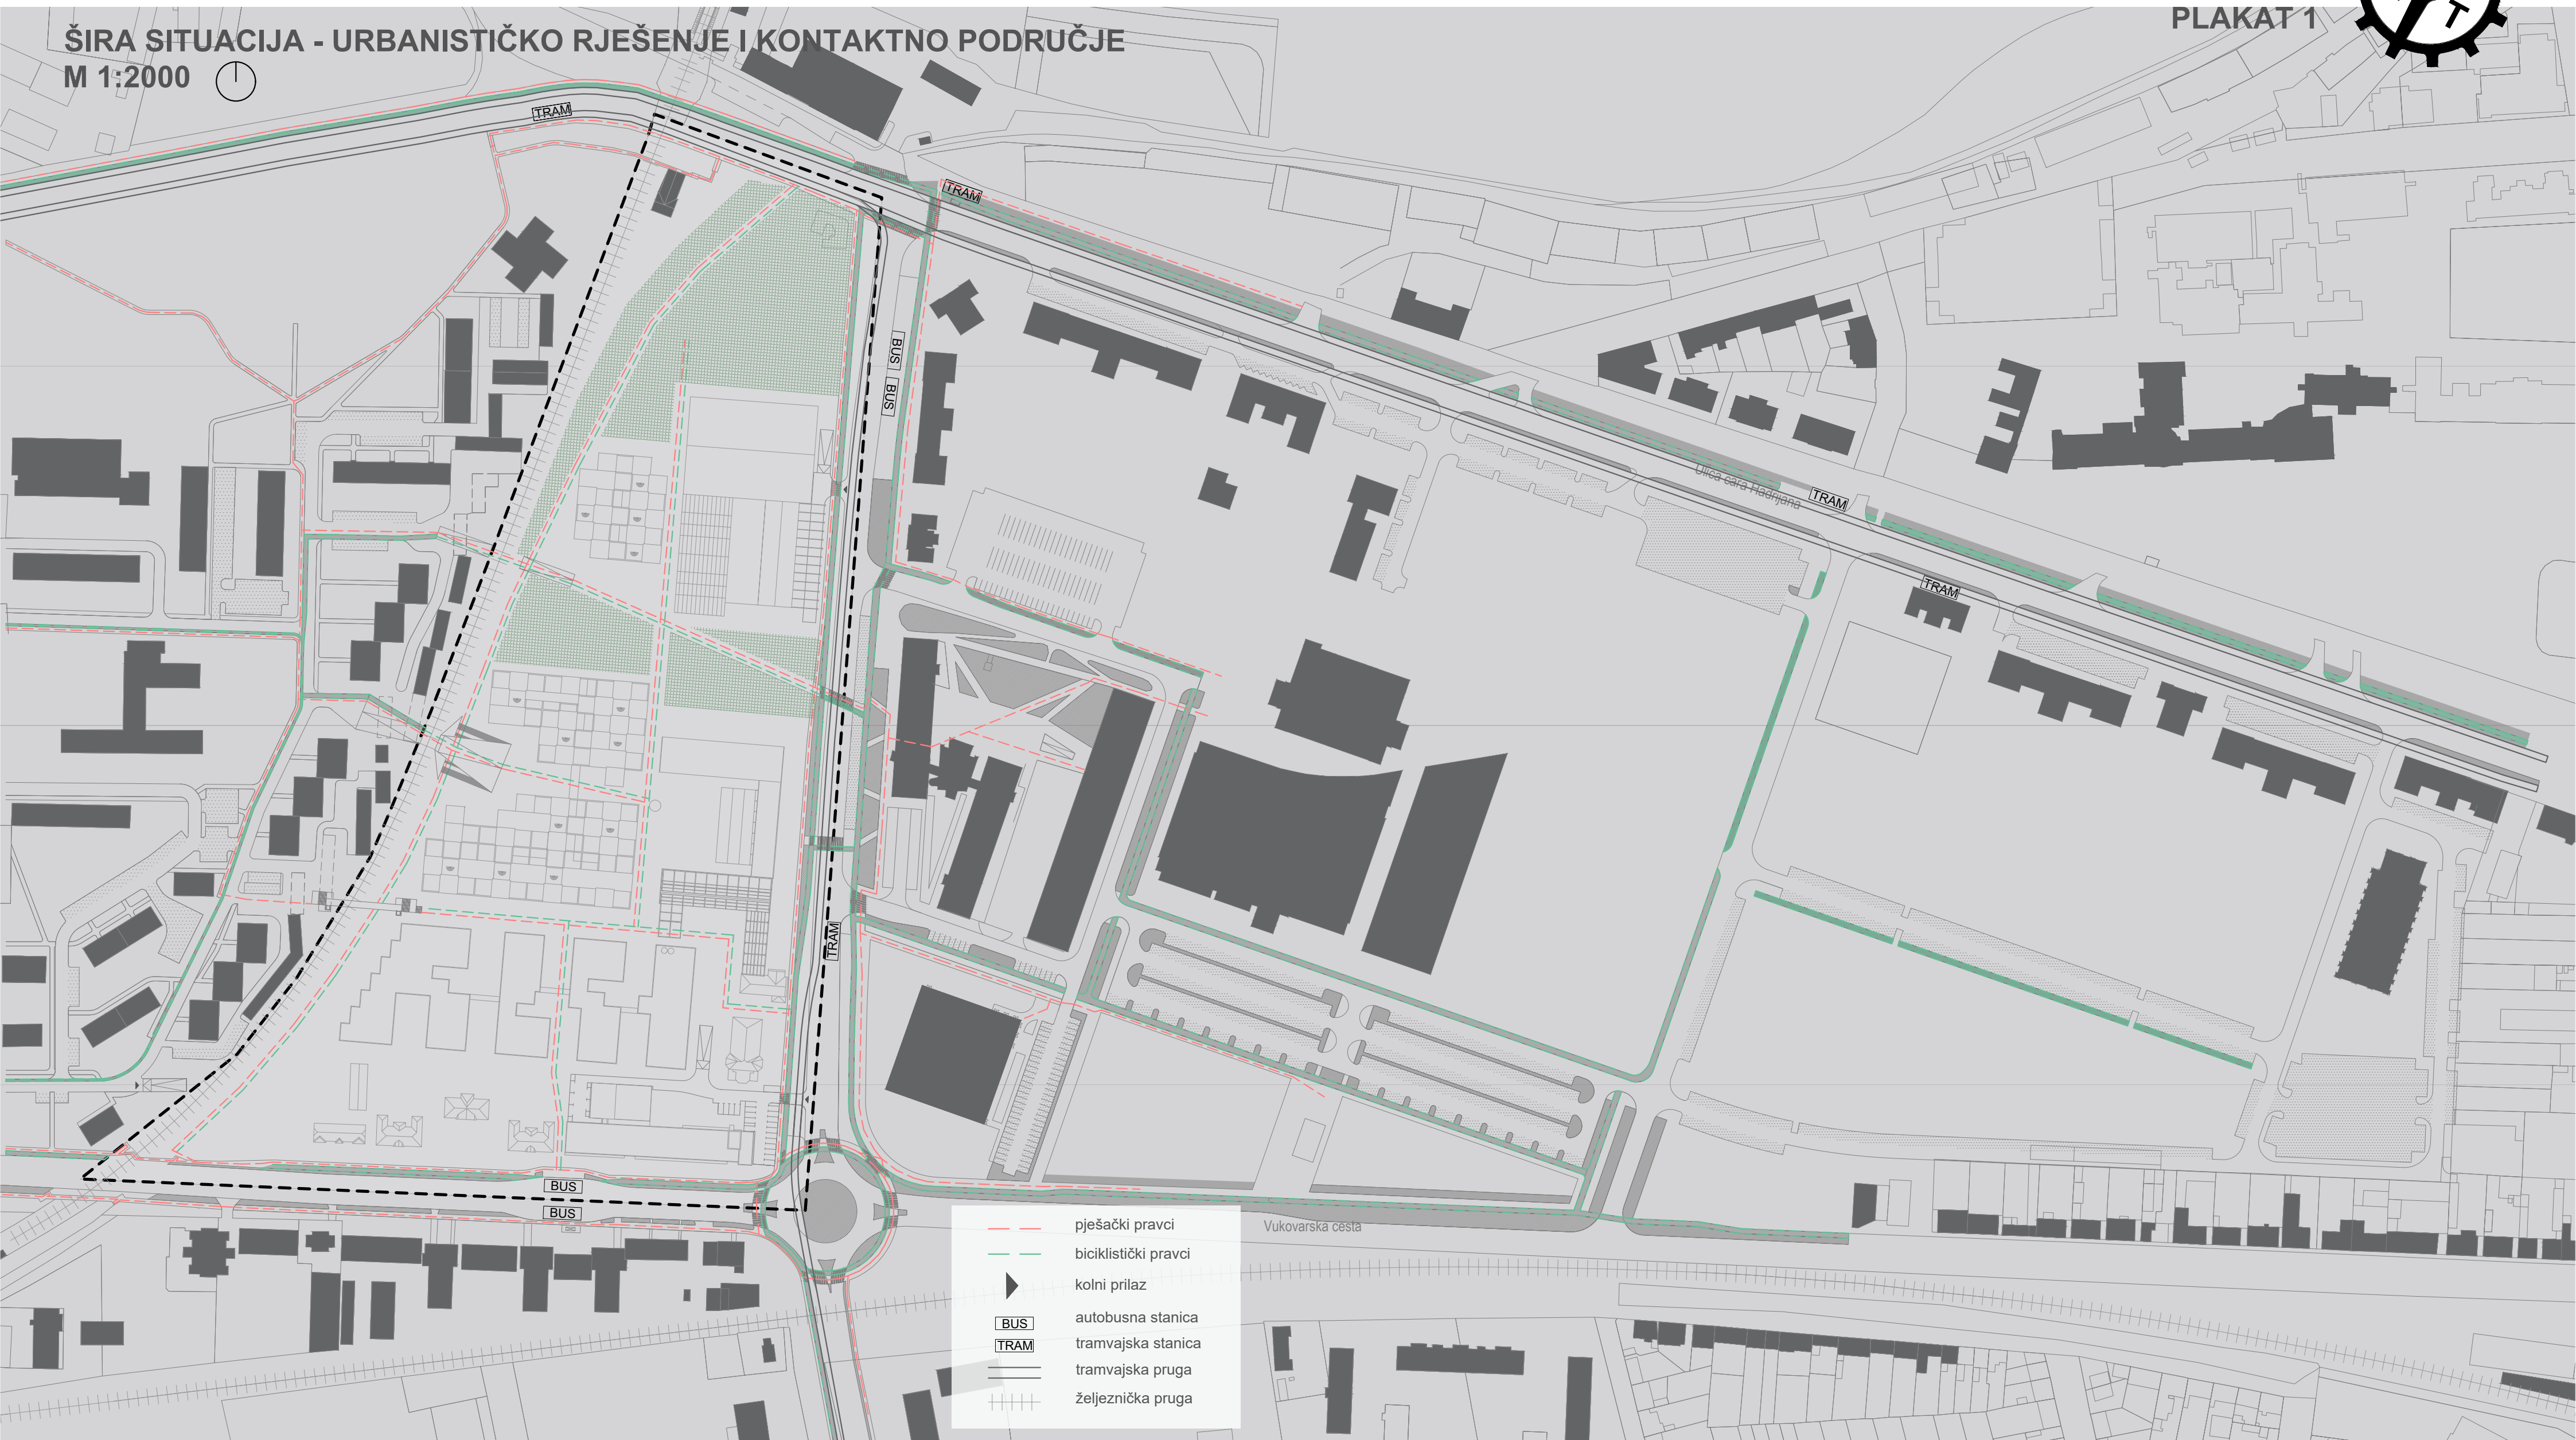 PLAKAT 1
T
ŠIRA SITUACIJA - URBANISTIČKO RJEŠENJE I KONTAKTNO PODRUČJE
M 1:2000
TRAM
TRAM
BUS
BUS
Ulica cara Hadrijana
TRAM
TRAM
TRAM
BUS
BUS
Vukovarska cesta
pješački pravci
biciklistički pravci
kolni prilaz
BUS autobusna stanica
TRAM tramvajska stanica
tramvajska pruga
željeznička pruga